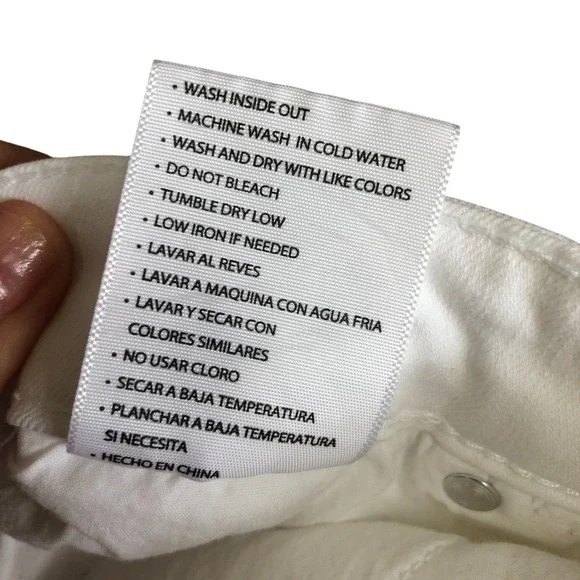 • WASH INSIDE OUT
• MACHINE WASH IN COLD WATER
• WASH AND DRY WITH LIKE COLORS
• DO NOT BLEACH
• TUMBLE DRY LOW
• LOW IRON IF NEEDED
• LAVAR AL REVES
• LAVAR A MAQUINA CON AGUA FRIA
• LAVAR Y SECAR CON
COLORES SIMILARES
• NO USAR CLORO
• SECAR A BAJA TEMPERATURA
• PLANCHAR A BAJA TEMPERATURA
SI NECESITA
• HECHO EN CHINA